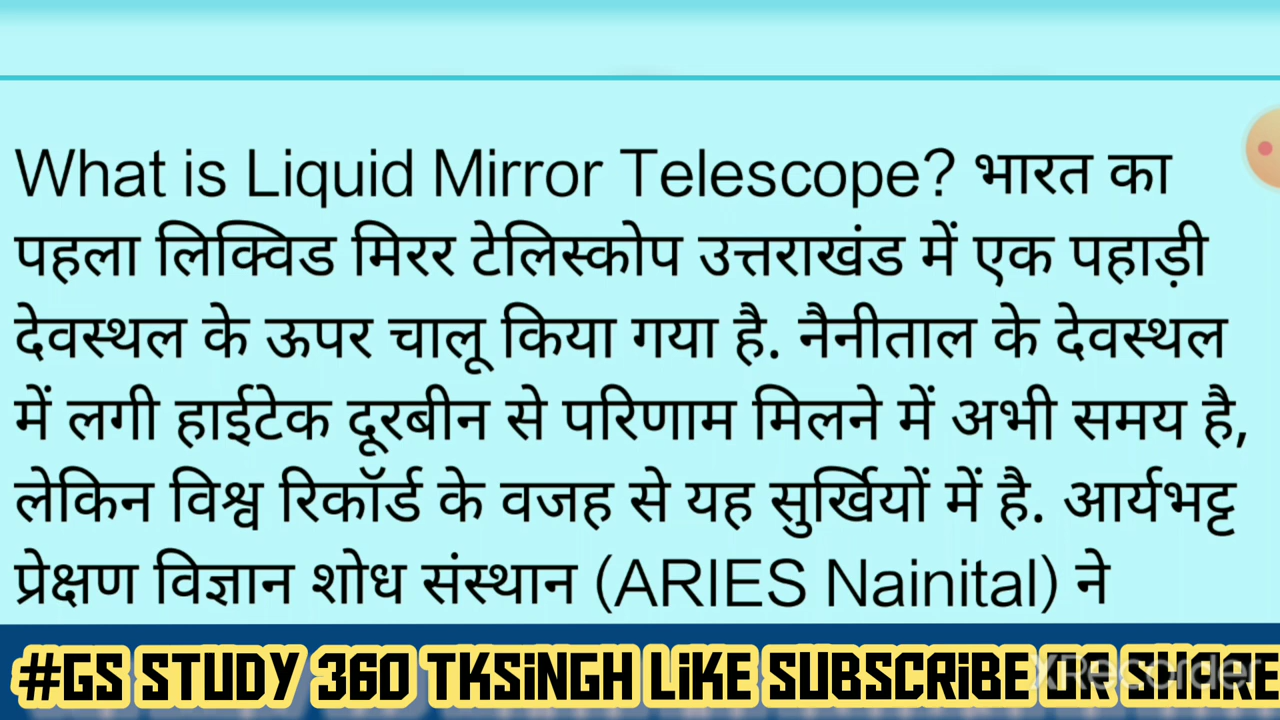 What is Liquid Mirror Telescope? भारत का
पहला लिक्विड मिरर टेलिस्कोप उत्तराखंड में एक पहाड़ी
देवस्थल के ऊपर चालू किया गया है. नैनीताल के देवस्थल
में लगी हाईटेक दूरबीन से परिणाम मिलने में अभी समय है,
लेकिन विश्व रिकॉर्ड के वजह से यह सुर्खियों में है. आर्यभट्ट
प्रेक्षण विज्ञान शोध संस्थान (ARIES Nainital) ने
#GS STUDY 360 TKSiNGH LiKE SUBSCRiBE OR SHARE
XRecorder